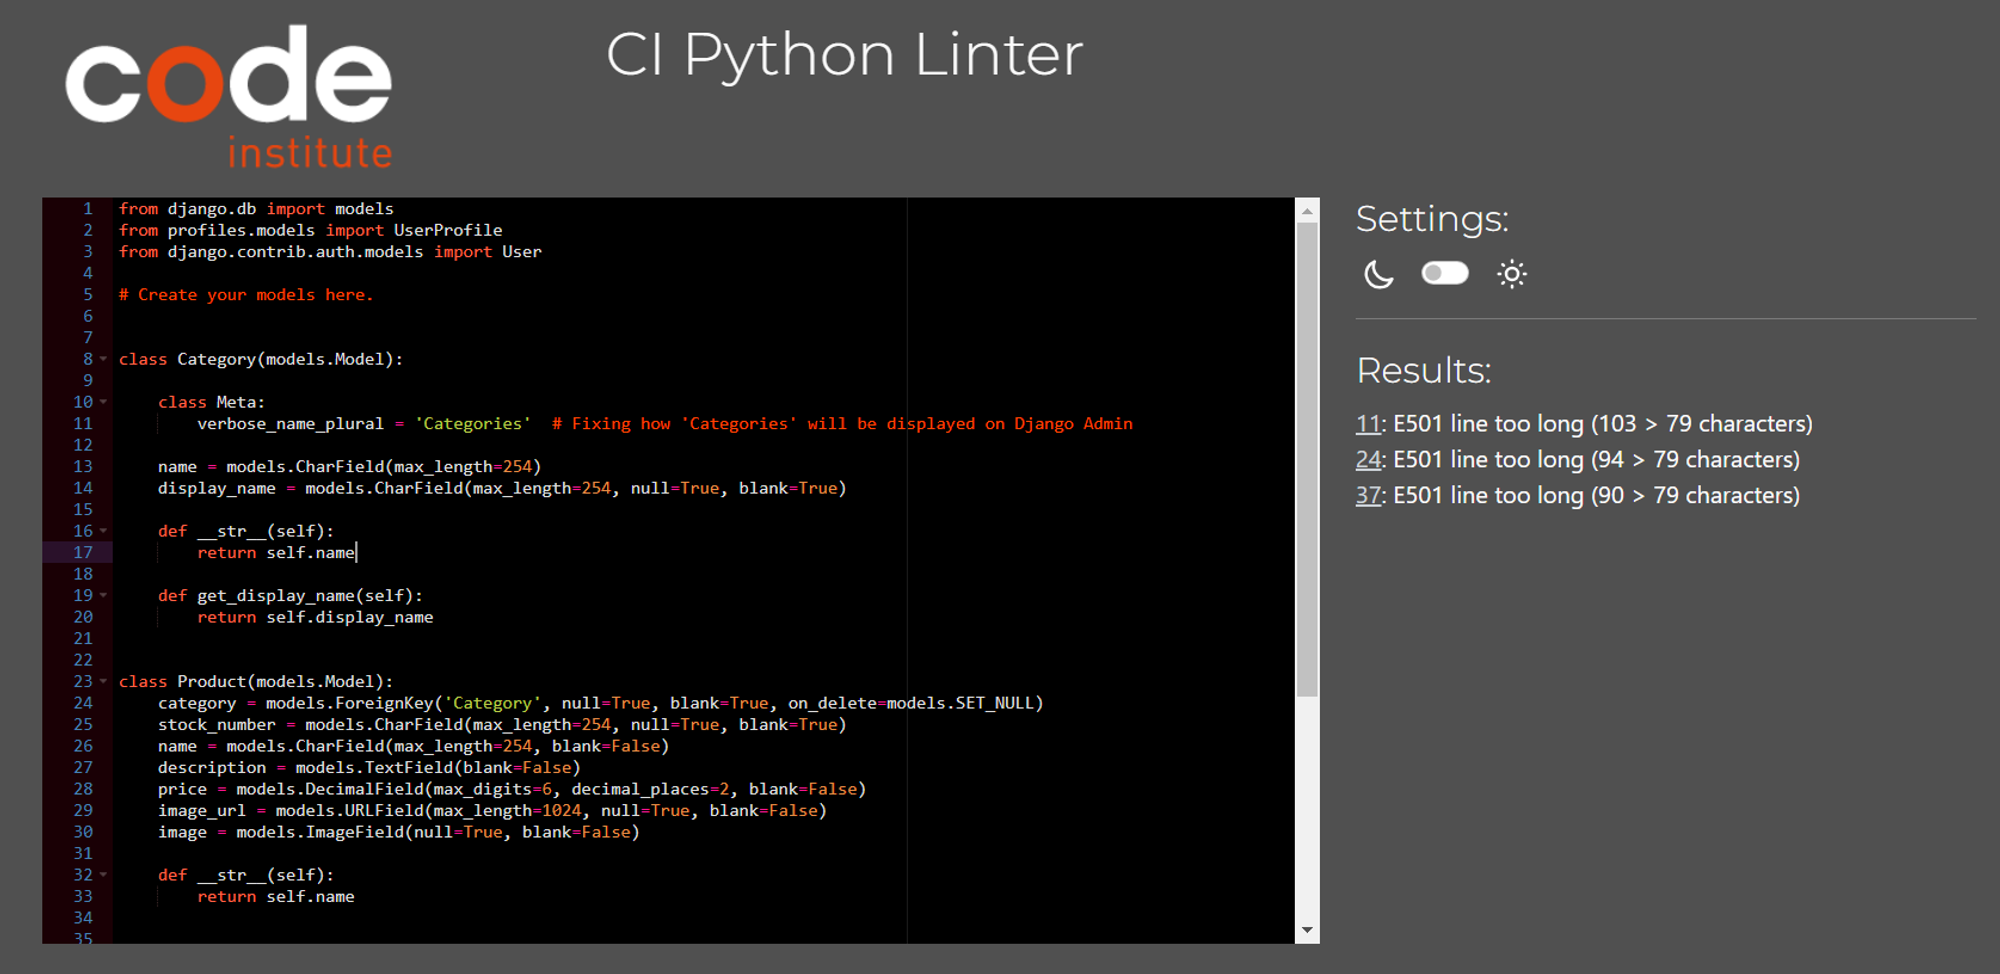 code
institute
CI Python Linter
1 from django.db import models
2 from profiles.models import UserProfile
3 from django.contrib.auth.models import User
4
5 # Create your models here.
6
7
8 class Category(models.Model):
9
10     class Meta:
11         verbose_name_plural = 'Categories'  # Fixing how 'Categories' will be displayed on Django Admin
12
13     name = models.CharField(max_length=254)
14     display_name = models.CharField(max_length=254, null=True, blank=True)
15
16     def __str__(self):
17         return self.name
18
19     def get_display_name(self):
20         return self.display_name
21
22
23 class Product(models.Model):
24     category = models.ForeignKey('Category', null=True, blank=True, on_delete=models.SET_NULL)
25     stock_number = models.CharField(max_length=254, null=True, blank=True)
26     name = models.CharField(max_length=254, blank=False)
27     description = models.TextField(blank=False)
28     price = models.DecimalField(max_digits=6, decimal_places=2, blank=False)
29     image_url = models.URLField(max_length=1024, null=True, blank=False)
30     image = models.ImageField(null=True, blank=False)
31
32     def __str__(self):
33         return self.name
34
35
Settings:
Results:
11: E501 line too long (103 > 79 characters)
24: E501 line too long (94 > 79 characters)
37: E501 line too long (90 > 79 characters)